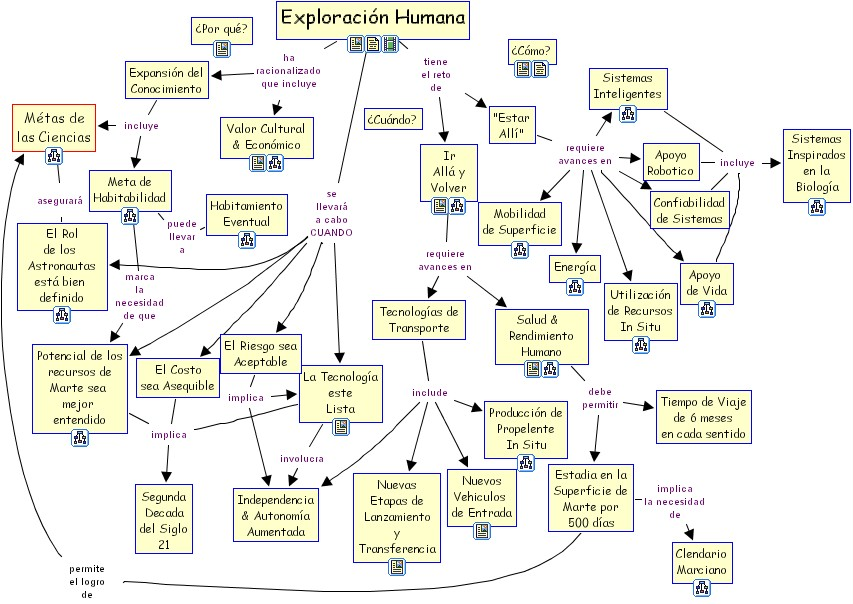 Exploración Humana
¿Por qué?
ha
racionalizado
que incluye
tiene
el reto
de
¿Cómo?
Expansión del
Conocimiento
Sistemas
Inteligentes
Métas de
las Ciencias
incluye
Valor Cultural
& Económico
¿Cuándo?
"Estar
Allí"
requiere
avances en
Apoyo
Robotico
incluye
Sistemas
Inspirados
en la
Biología
Ir
Allá y
Volver
Meta de
Habitabilidad
asegurará
puede
llevar
a
Habitamiento
Eventual
se
llevará
a cabo
CUANDO
Mobilidad
de Superficie
Confiabilidad
de Sistemas
El Rol
de los
Astronautas
está bien
definido
marca
la
necesidad
de que
requiere
avances en
Energía
Utilización
de Recursos
In Situ
Apoyo
de Vida
Tecnologías de
Transporte
Salud &
Rendimiento
Humano
Potencial de los
recursos de
Marte sea
mejor
entendido
El Costo
sea Asequible
El Riesgo sea
Aceptable
La Tecnología
este
Lista
implica
include
debe
permitir
Tiempo de Viaje
de 6 meses
en cada sentido
Producción de
Propelente
In Situ
implica
involucra
Segunda
Decada
del Siglo
21
Independencia
& Autonomía
Aumentada
Nuevas
Etapas de
Lanzamiento
y
Transferencia
Nuevos
Vehiculos
de Entrada
Estadia en la
Superficie de
Marte por
500 días
implica
la necesidad
de
Clendario
Marciano
permite
el logro
de